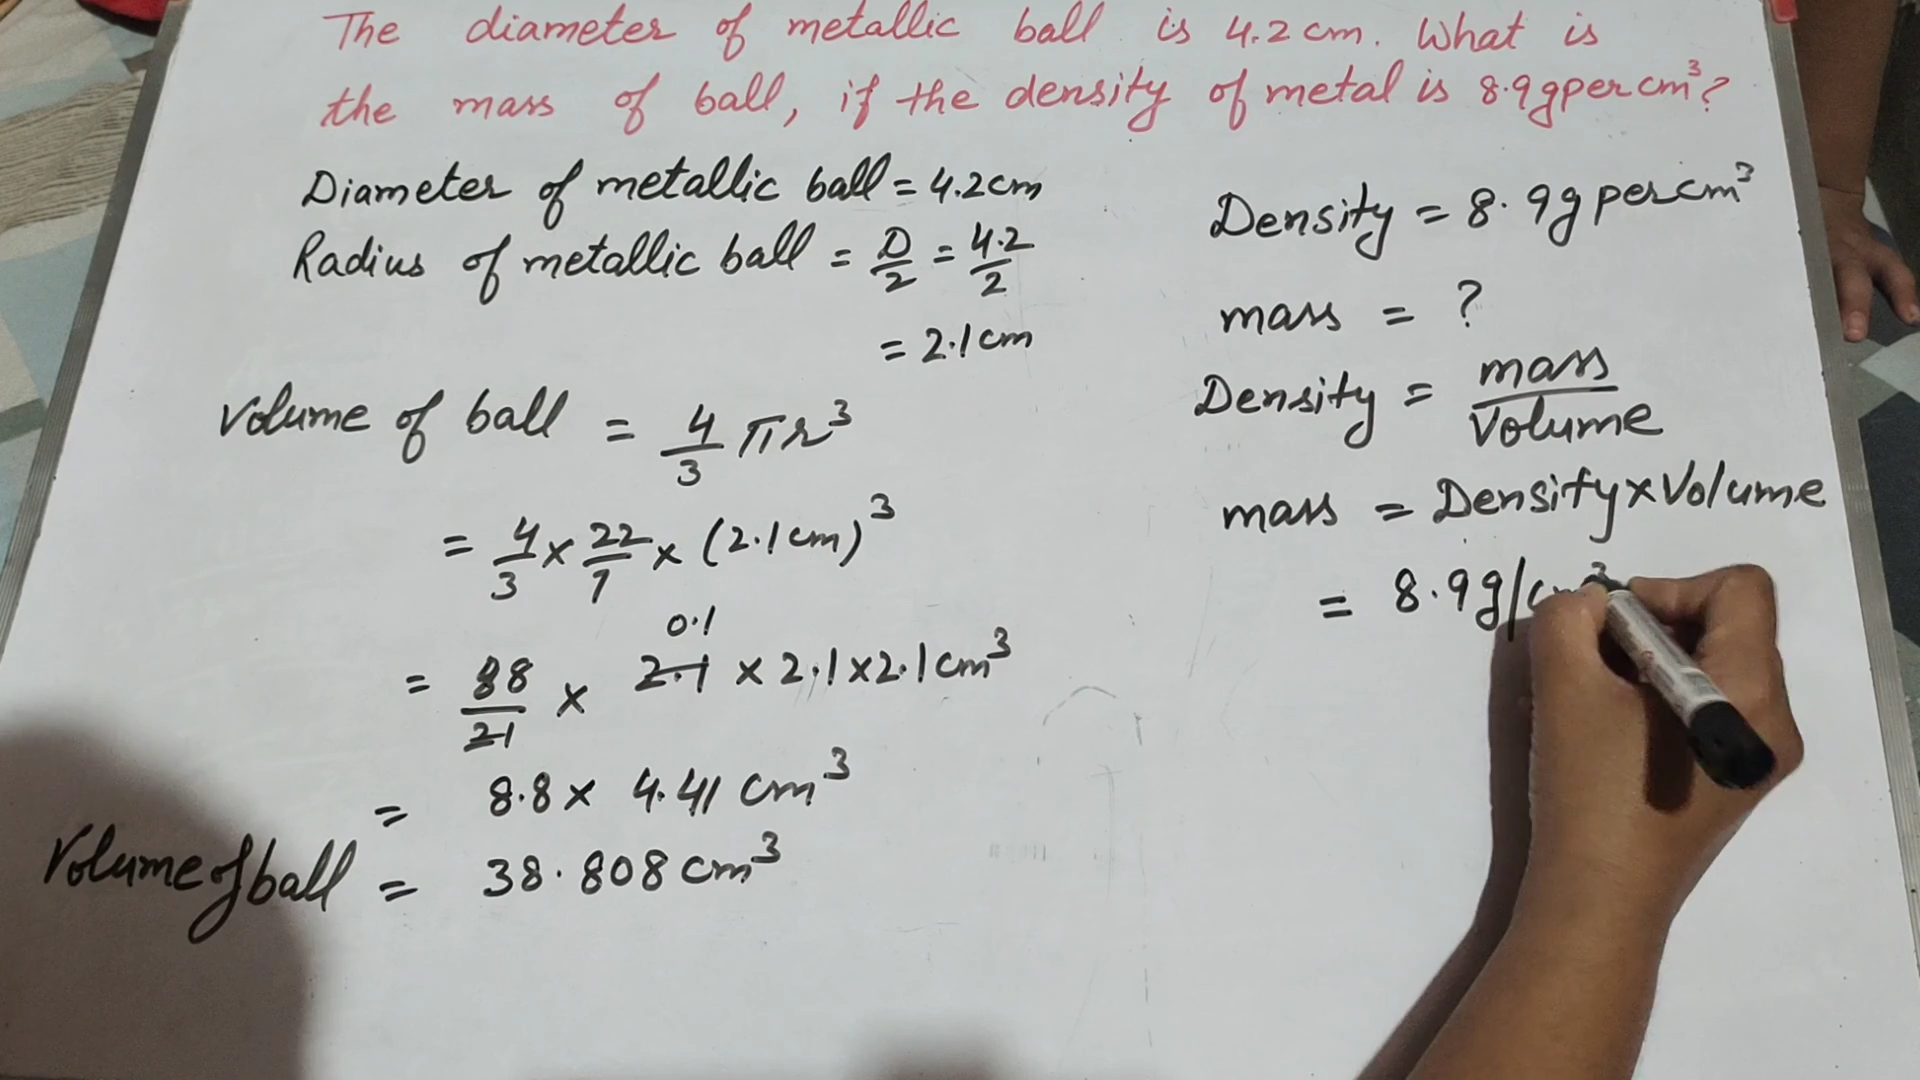 The diameter of metallic ball is 4.2 cm. What is
the mass of ball, if the density of metal is 8.9g per cm³?
Diameter of metallic ball = 4.2cm
Radius of metallic ball = D/2 = 4.2/2
= 2.1cm
Volume of ball = 4/3 πr³
= 4/3 × 22/7 × (2.1cm)³
0.1
= 88/21 × 2.1 × 2.1 × 2.1 cm³
= 8.8 × 4.41 cm³
Volume of ball = 38.808 cm³
Density = 8.9g per cm³
mass = ?
Density = mass/Volume
mass = Density × Volume
= 8.9g/cm³